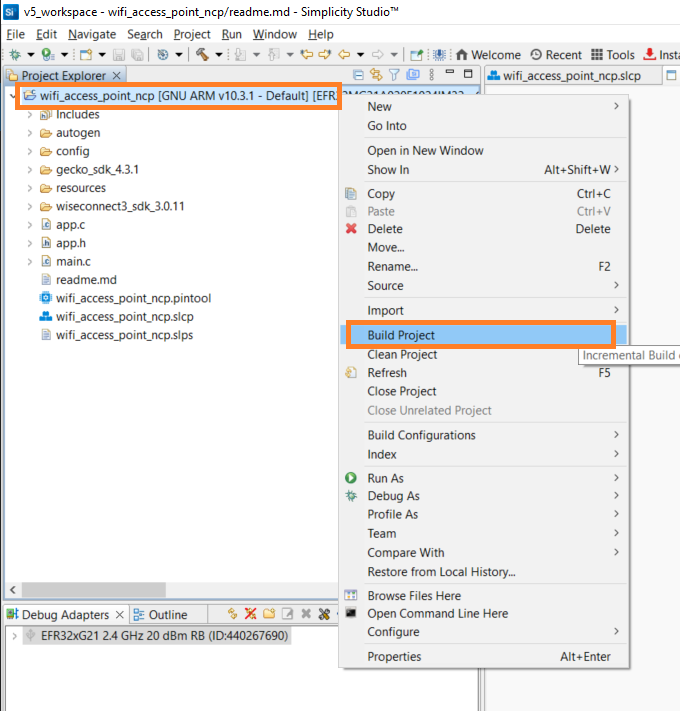 Si v5_workspace - wifi_access_point_ncp/readme.md - Simplicity Studio™
File Edit Navigate Search Project Run Window Help
Welcome Recent Tools Insta
Project Explorer
wifi_access_point_ncp.slcp
wifi_access_point_ncp [GNU ARM v10.3.1 - Default] [EFR
Includes
autogen
config
gecko_sdk_4.3.1
resources
wiseconnect3_sdk_3.0.11
app.c
app.h
main.c
readme.md
wifi_access_point_ncp.pintool
wifi_access_point_ncp.slcp
wifi_access_point_ncp.slps
New
Go Into
Open in New Window
Show In Alt+Shift+W
Copy Ctrl+C
Paste Ctrl+V
Delete Delete
Move...
Rename... F2
Source
Import
Build Project
Clean Project
Incremental Build
Refresh F5
Close Project
Close Unrelated Project
Build Configurations
Index
Run As
Debug As
Profile As
Team
Compare With
Restore from Local History...
Browse Files Here
Open Command Line Here
Configure
Properties Alt+Enter
Debug Adapters Outline
EFR32xG21 2.4 GHz 20 dBm RB (ID:440267690)